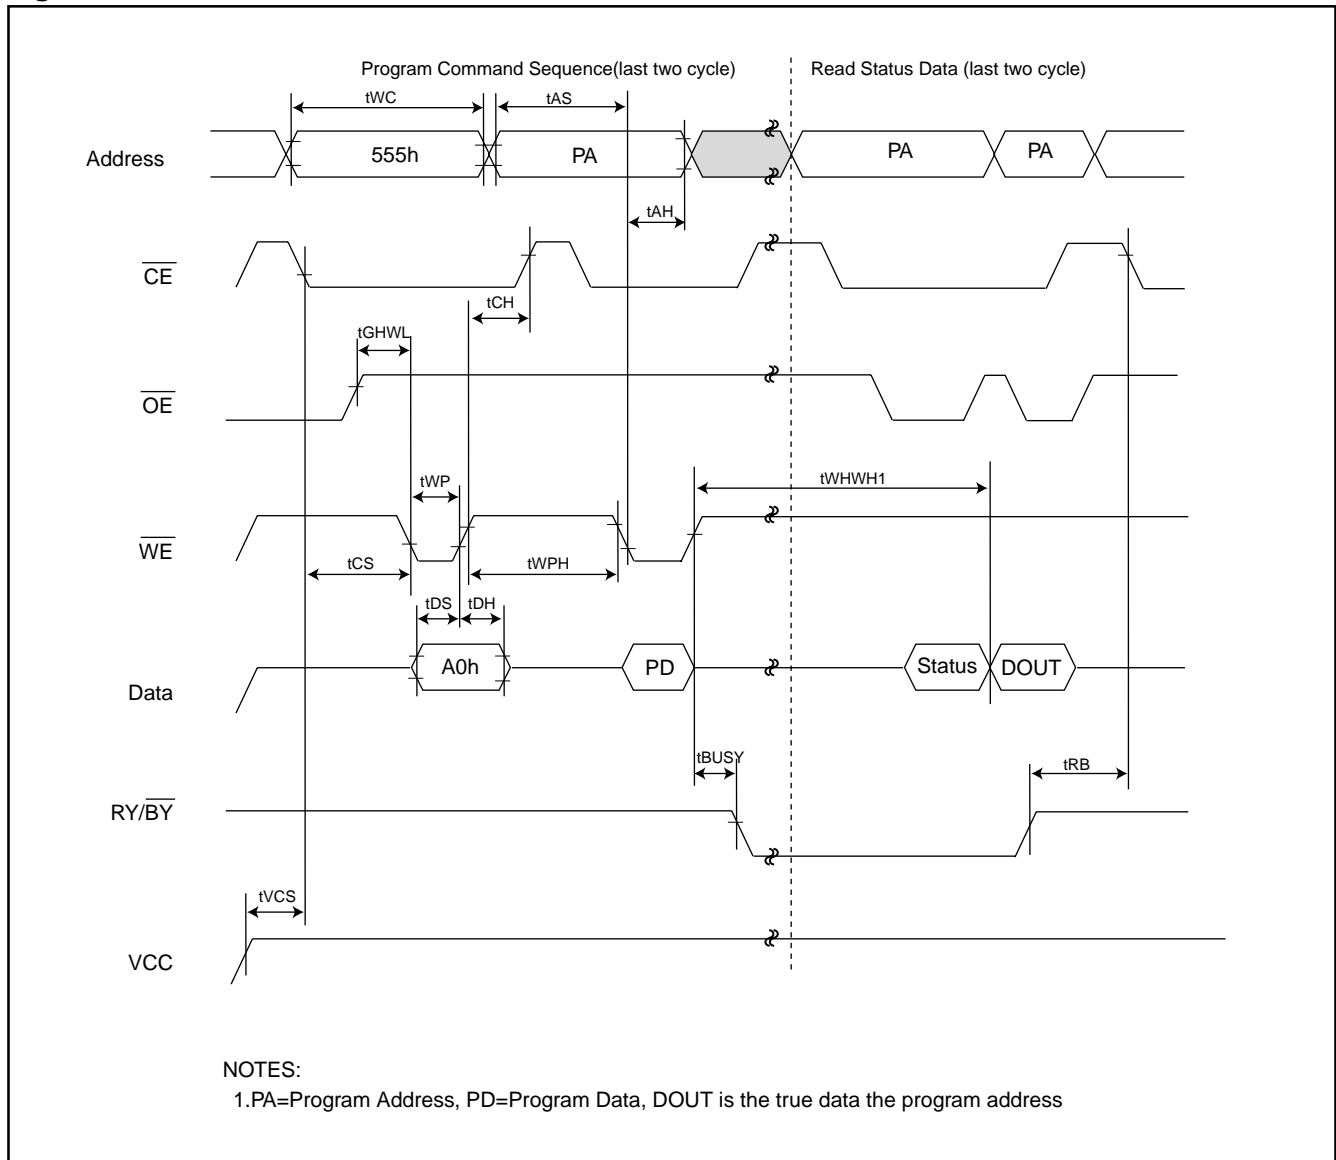 Program Command Sequence(last two cycle)
Read Status Data (last two cycle)
tWC
tAS
Address
555h
PA
PA
PA
tAH
CE
tCH
tGHWL
OE
tWP
tWHWH1
WE
tCS
tWPH
tDS
tDH
Data
A0h
PD
Status
DOUT
tBUSY
tRB
RY/BY
tVCS
VCC
NOTES:
1.PA=Program Address, PD=Program Data, DOUT is the true data the program address